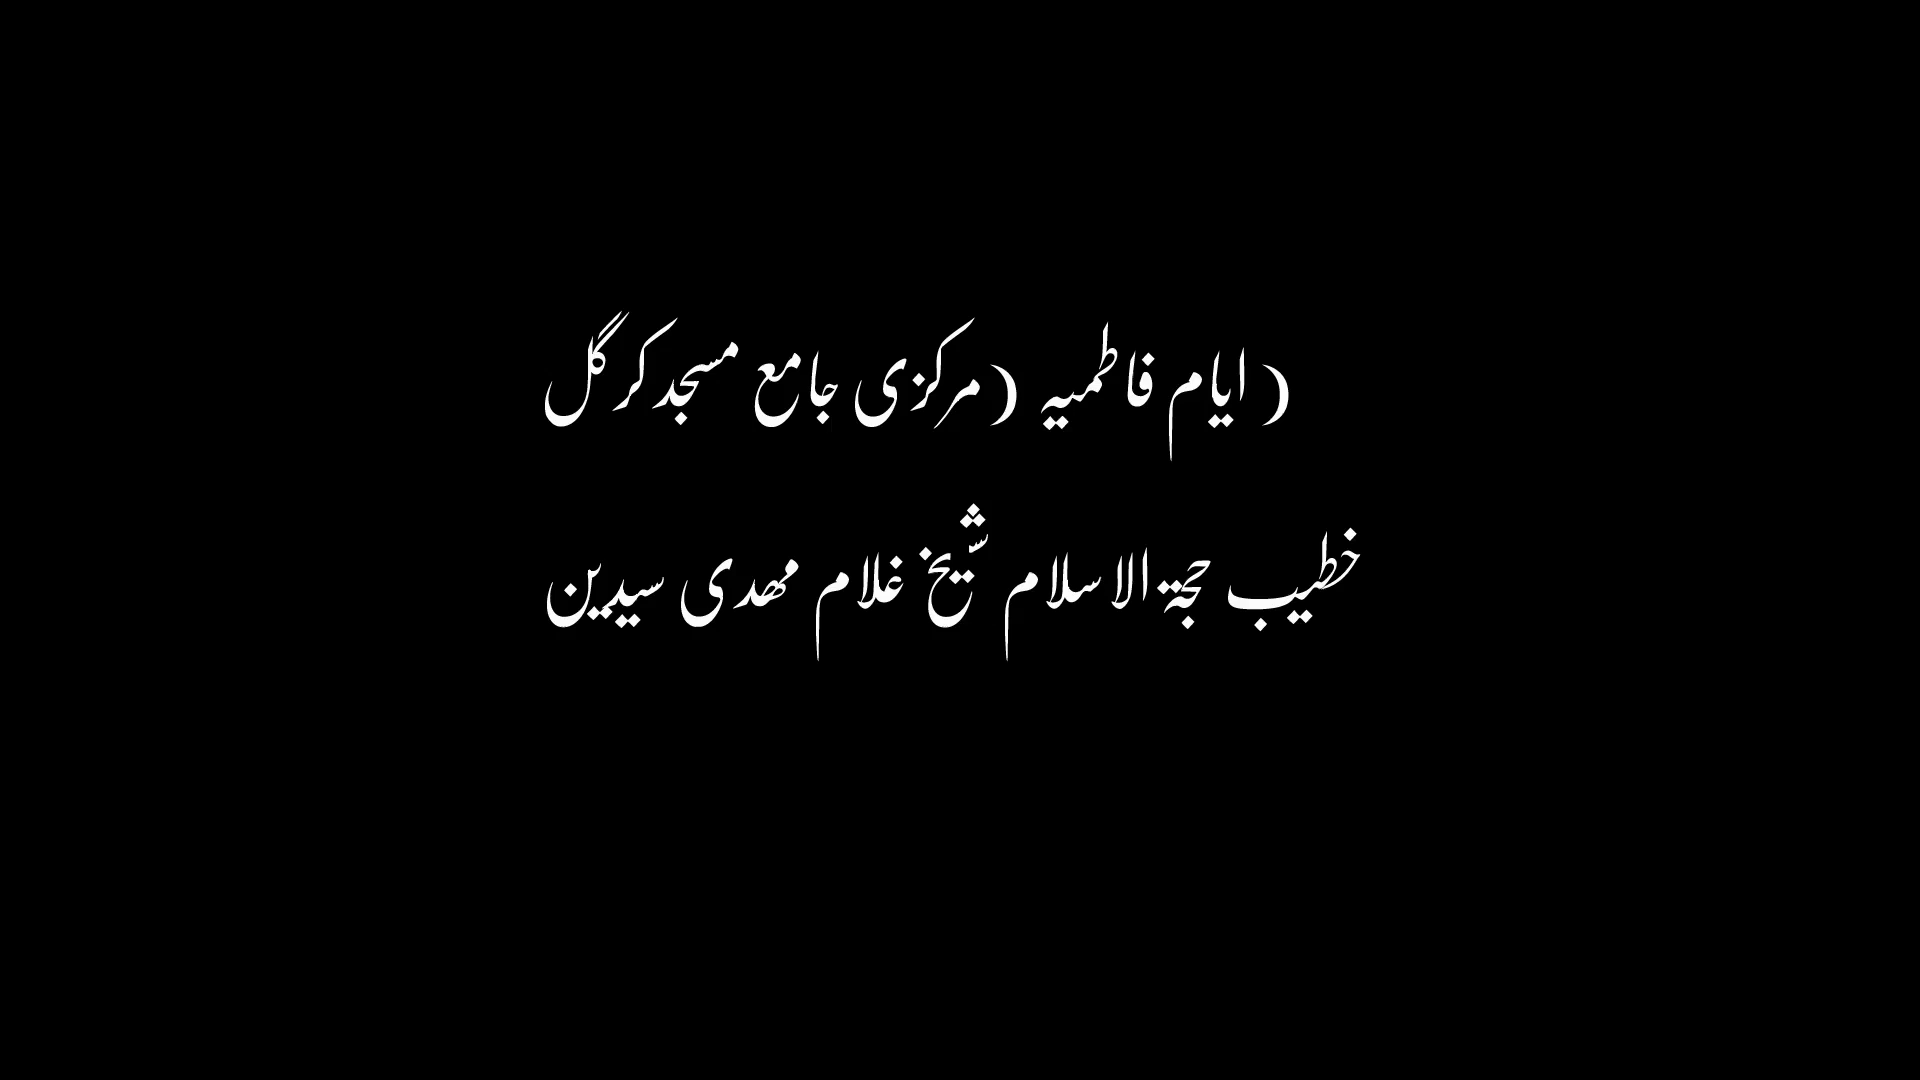 ( ایام فاطمیہ ( مرکزی جامع مسجد کرگل
خطیب حجۃ الاسلام شیخ غلام مھدی سیدین